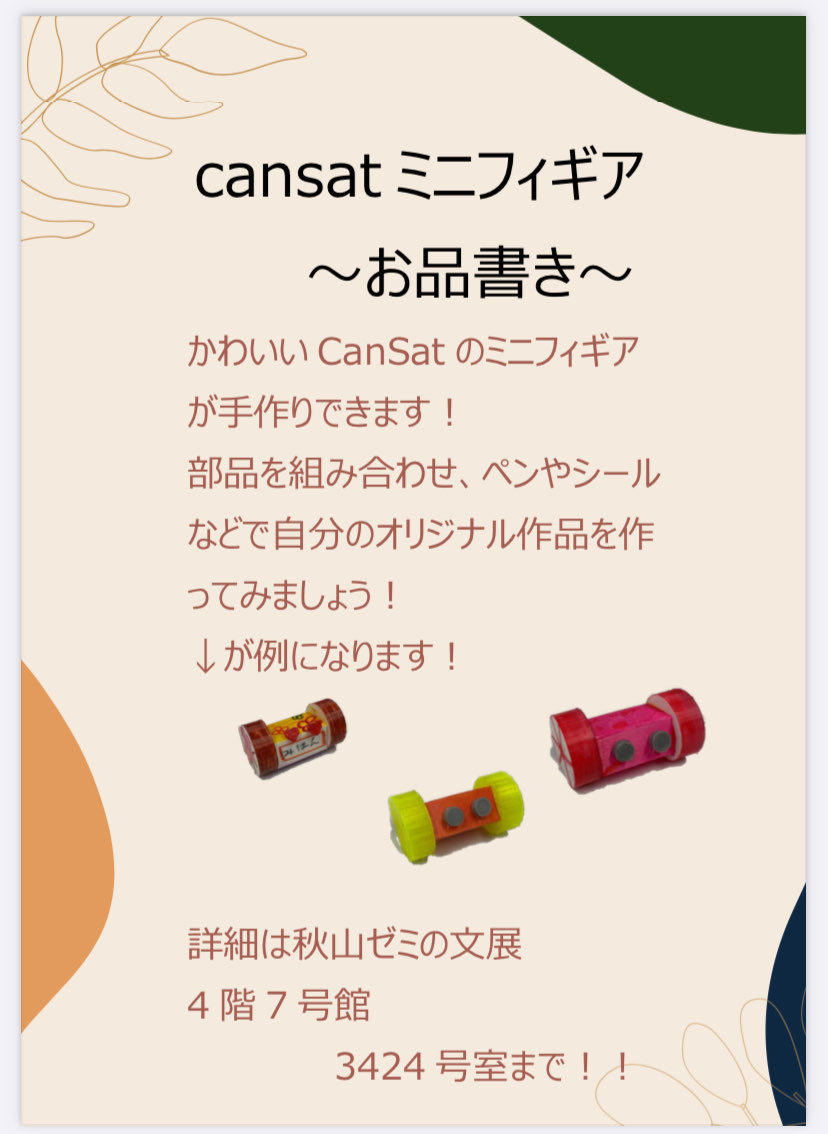 cansat ミニフィギア
～お品書き～
かわいい CanSat のミニフィギア
が手作りできます！
部品を組み合わせ、ペンやシール
などで自分のオリジナル作品を作
ってみましょう！
↓が例になります！
みほん
詳細は秋山ゼミの文展
4 階 7 号館
3424 号室まで！！